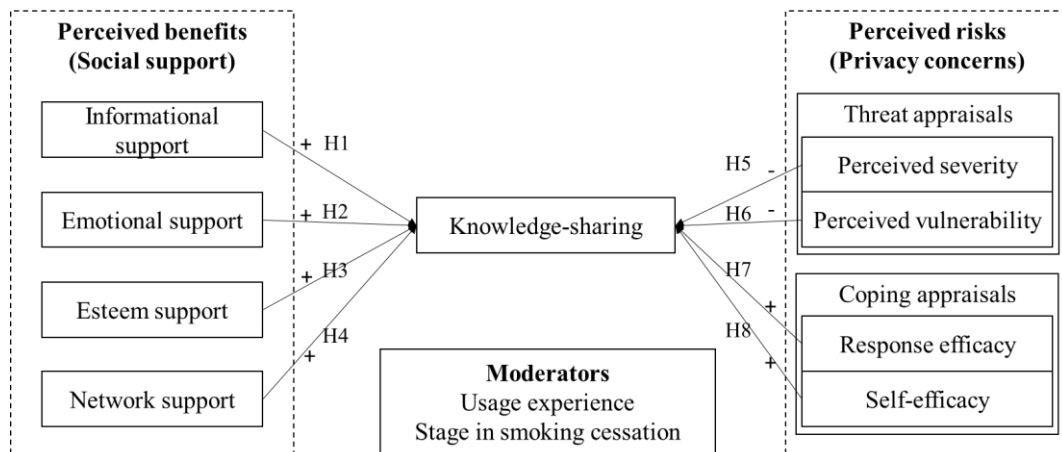 Perceived benefits
(Social support)
Informational
support
Emotional support
Esteem support
Network support
+ H1
+ H2
+ H3
+ H4
Knowledge-sharing
Moderators
Usage experience
Stage in smoking cessation
H5 -
H6 -
H7 +
H8 +
Perceived risks
(Privacy concerns)
Threat appraisals
Perceived severity
Perceived vulnerability
Coping appraisals
Response efficacy
Self-efficacy